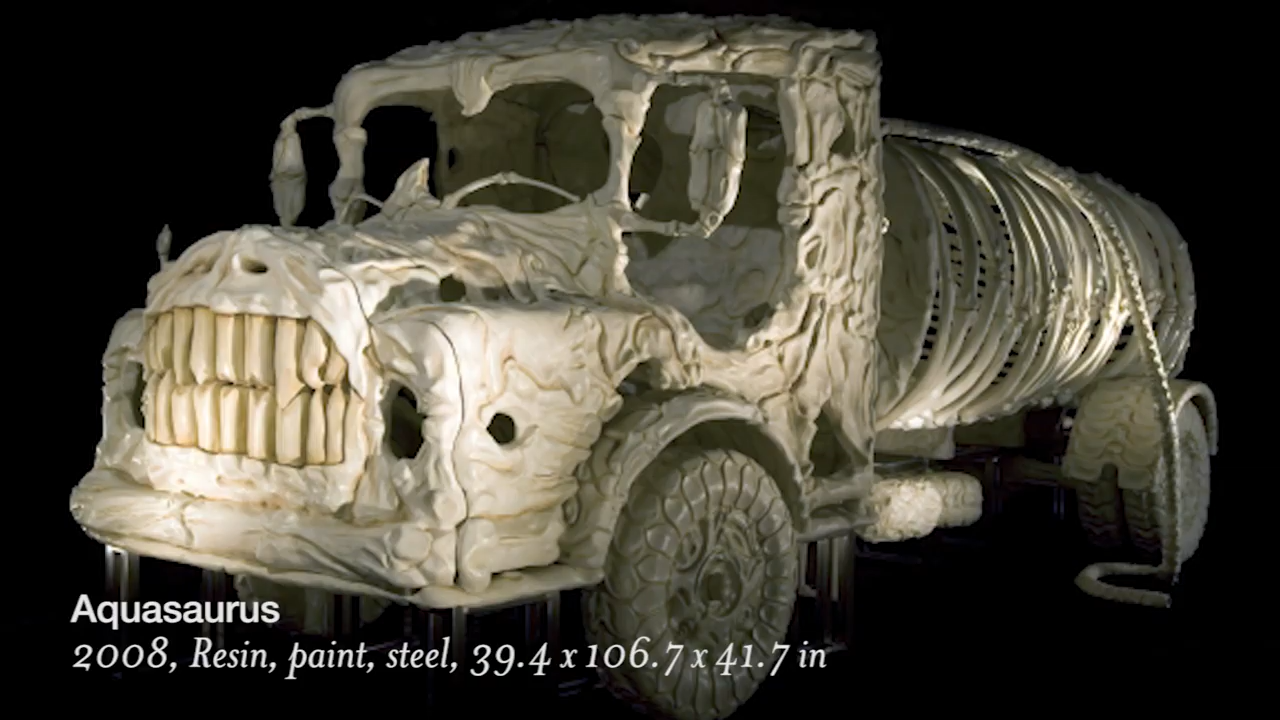 Aquasaurus
2008, Resin, paint, steel, 39.4 x 106.7 x 41.7 in